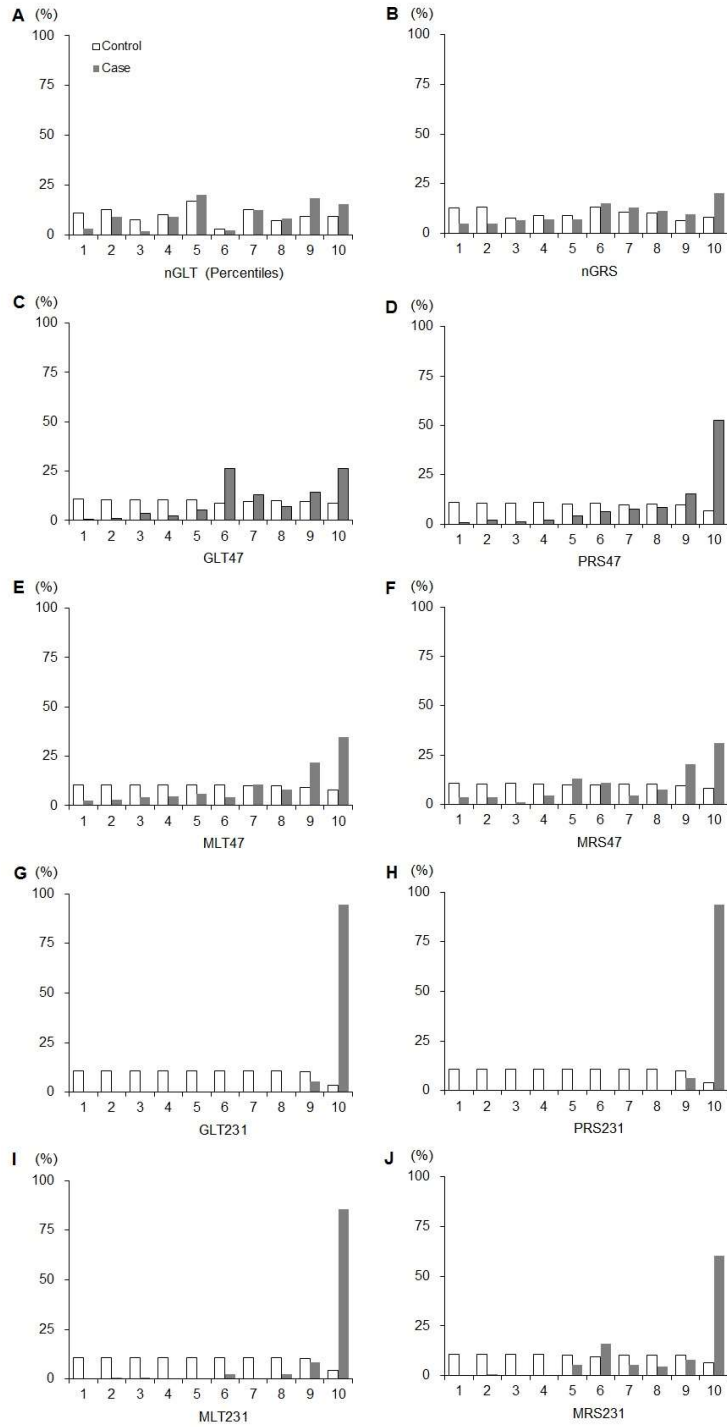 A (%)
100
75
50
25
0
Control
Case
1 2 3 4 5 6 7 8 9 10
nGLT (Percentiles)
B (%)
100
75
50
25
0
1 2 3 4 5 6 7 8 9 10
nGRS
C (%)
100
75
50
25
0
1 2 3 4 5 6 7 8 9 10
GLT47
D (%)
100
75
50
25
0
1 2 3 4 5 6 7 8 9 10
PRS47
E (%)
100
75
50
25
0
1 2 3 4 5 6 7 8 9 10
MLT47
F (%)
100
75
50
25
0
1 2 3 4 5 6 7 8 9 10
MRS47
G (%)
100
75
50
25
0
1 2 3 4 5 6 7 8 9 10
GLT231
H (%)
100
75
50
25
0
1 2 3 4 5 6 7 8 9 10
PRS231
I (%)
100
75
50
25
0
1 2 3 4 5 6 7 8 9 10
MLT231
J (%)
100
75
50
25
0
1 2 3 4 5 6 7 8 9 10
MRS231